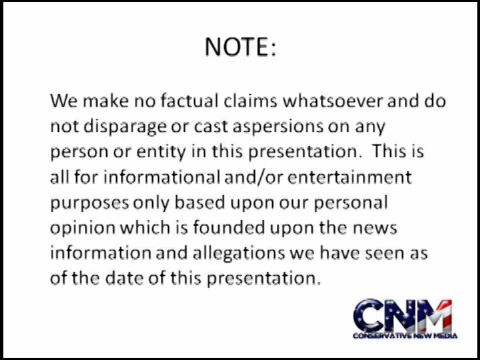 NOTE:
We make no factual claims whatsoever and do
not disparage or cast aspersions on any
person or entity in this presentation.  This is
all for informational and/or entertainment
purposes only based upon our personal
opinion which is founded upon the news
information and allegations we have seen as
of the date of this presentation.
CNM
CONSERVATIVE NEW MEDIA